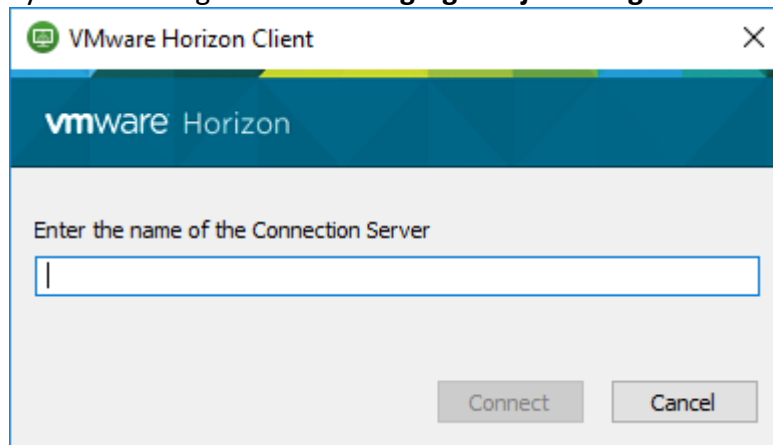 VMware Horizon Client
vmware Horizon
Enter the name of the Connection Server
Connect
Cancel